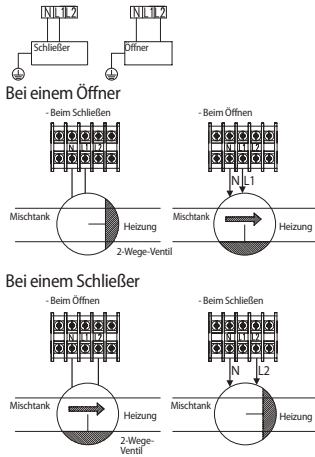 N L1 L2 N L1 L2
Schließer Öffner
Bei einem Öffner
- Beim Schließen - Beim Öffnen
N L1 L2 N L1 L2
N L1
Mischtank Heizung Mischtank Heizung
2-Wege-Ventil
Bei einem Schließer
- Beim Öffnen - Beim Schließen
N L1 L2 N L1 L2
N L2
Mischtank Heizung Mischtank Heizung
2-Wege-
Ventil